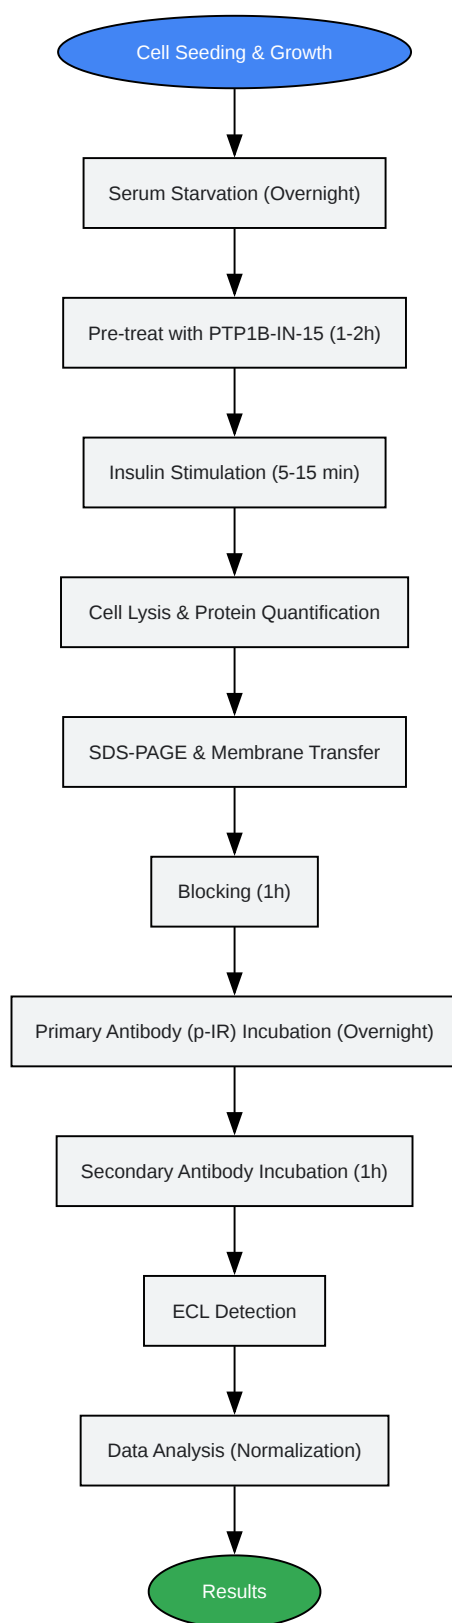 Cell Seeding & Growth
Serum Starvation (Overnight)
Pre-treat with PTP1B-IN-15 (1-2h)
Insulin Stimulation (5-15 min)
Cell Lysis & Protein Quantification
SDS-PAGE & Membrane Transfer
Blocking (1h)
Primary Antibody (p-IR) Incubation (Overnight)
Secondary Antibody Incubation (1h)
ECL Detection
Data Analysis (Normalization)
Results